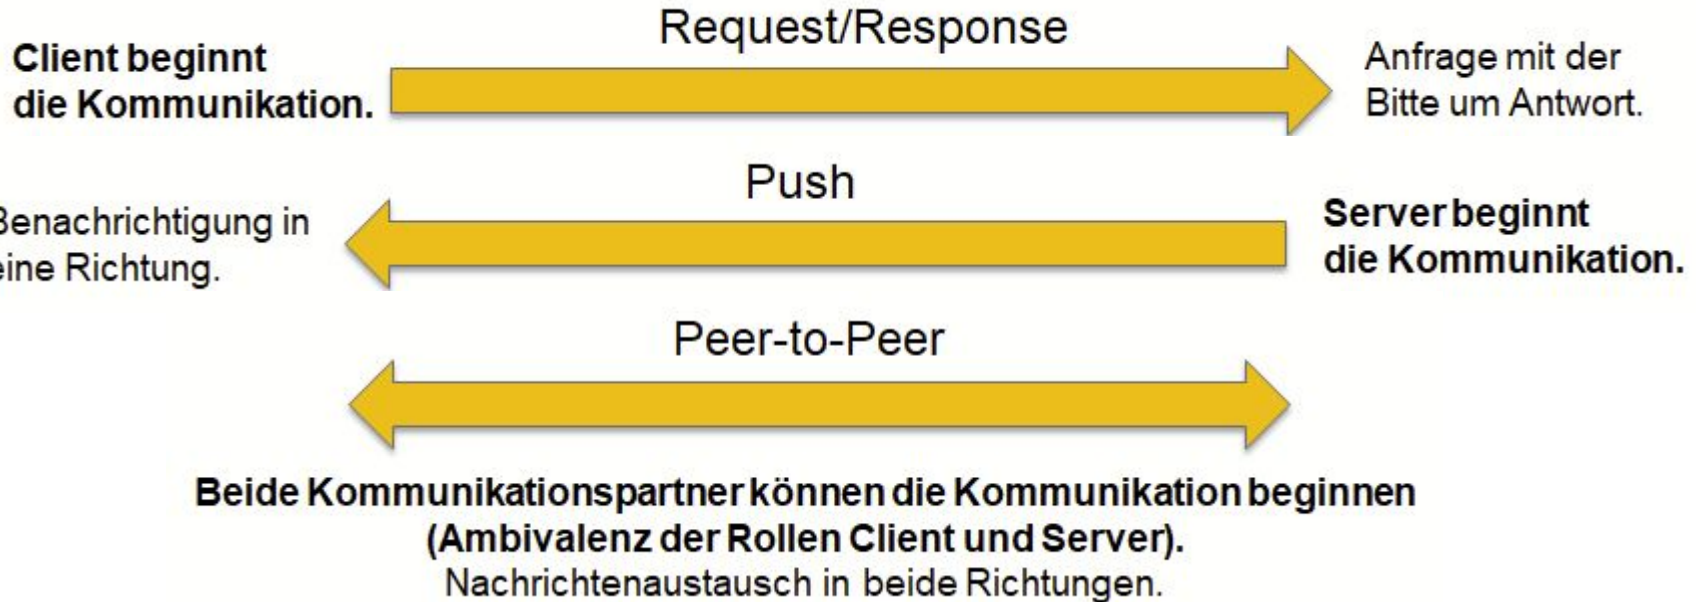 Request/Response
Client beginnt
die Kommunikation.
Anfrage mit der
Bitte um Antwort.
Push
Benachrichtigung in
eine Richtung.
Server beginnt
die Kommunikation.
Peer-to-Peer
Beide Kommunikationspartner können die Kommunikation beginnen
(Ambivalenz der Rollen Client und Server).
Nachrichtenaustausch in beide Richtungen.